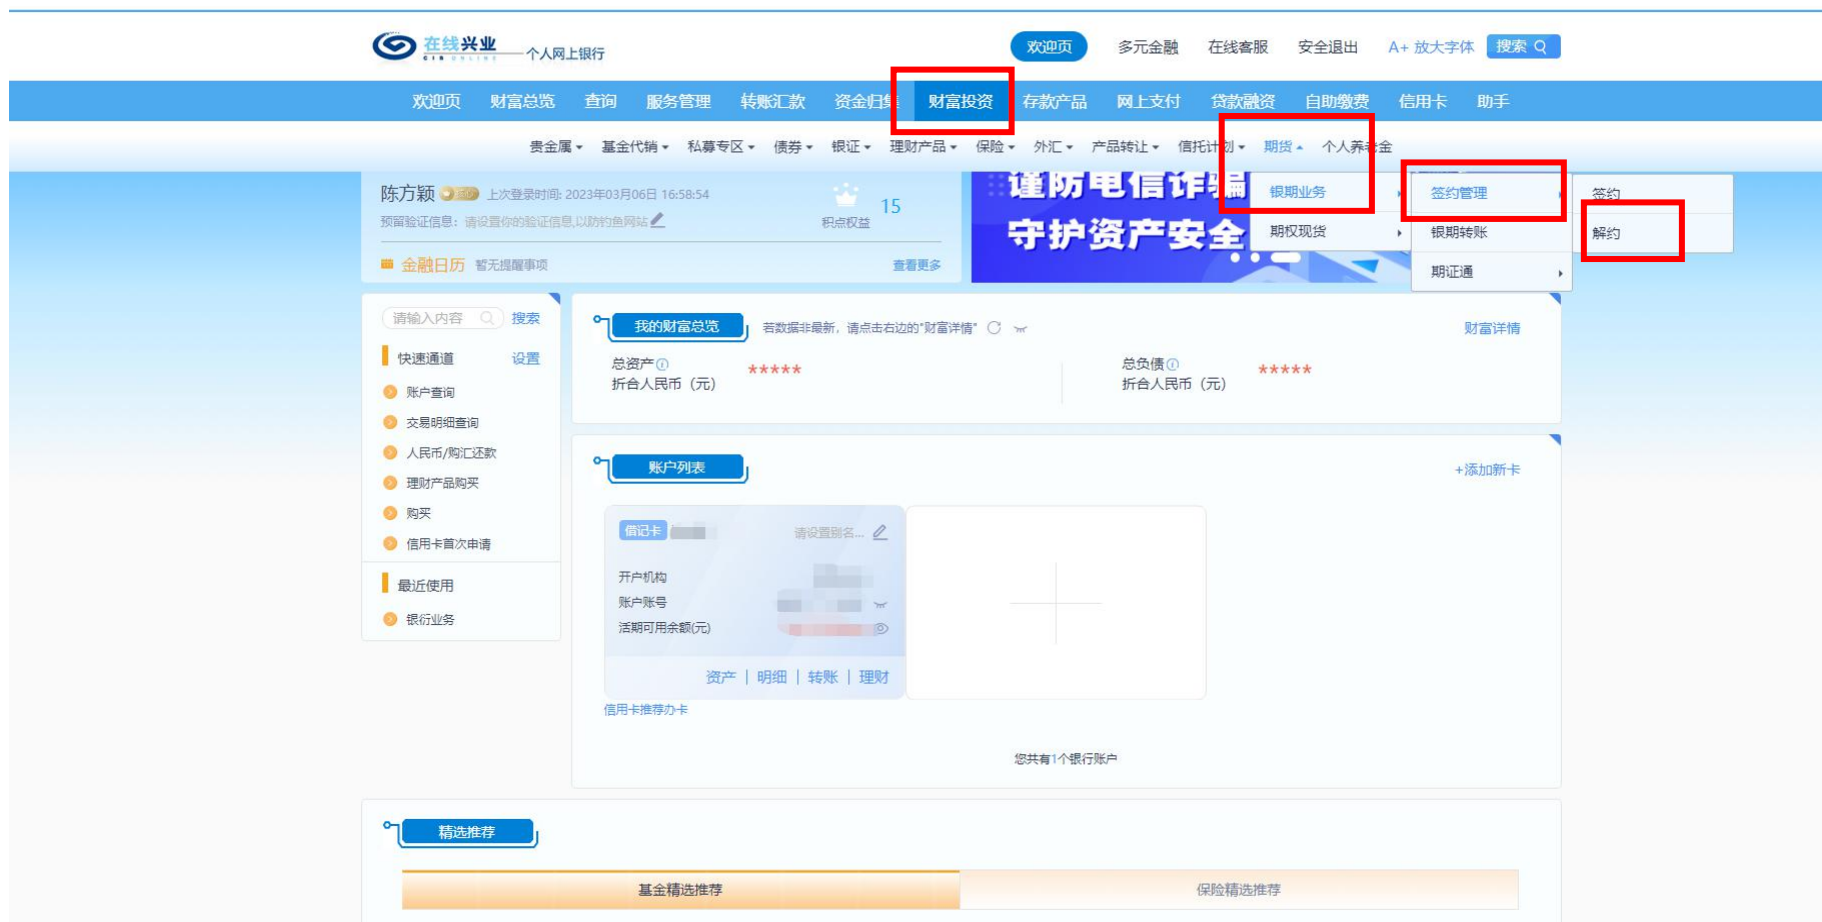 在线兴业
CIB ONLINE
个人网上银行
欢迎页 多元金融 在线客服 安全退出 A+ 放大字体 搜索
欢迎页 财富总览 查询 服务管理 转账汇款 资金归集 财富投资 存款产品 网上支付 贷款融资 自助缴费 信用卡 助手
贵金属 基金代销 私募专区 债券 银证 理财产品 保险 外汇 产品转让 信托计划 期货 个人养老金
陈方颖 上次登录时间: 2023年03月06日 16:58:54
预留验证信息：请设置你的验证信息,以防钓鱼网站
15
积点权益
金融日历 暂无提醒事项 查看更多
谨防电信诈骗
守护资产安全
银期业务 签约管理 签约
期权现货 银期转账 解约
期证通
请输入内容 搜索
快速通道 设置
账户查询
交易明细查询
人民币/购汇还款
理财产品购买
购买
信用卡首次申请
最近使用
银衍业务
我的财富总览 若数据非最新，请点击右边的"财富详情" 财富详情
总资产 ***** 总负债 *****
折合人民币（元） 折合人民币（元）
账户列表 +添加新卡
借记卡 请设置别名...
开户机构
账户账号
活期可用余额(元)
资产 | 明细 | 转账 | 理财
信用卡推荐办卡
您共有1个银行账户
精选推荐
基金精选推荐 保险精选推荐